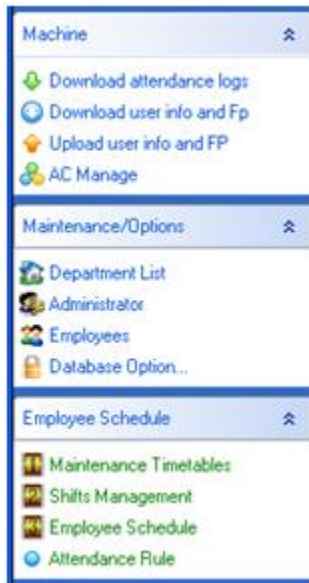 Machine
Download attendance logs
Download user info and Fp
Upload user info and FP
AC Manage
Maintenance/Options
Department List
Administrator
Employees
Database Option...
Employee Schedule
Maintenance Timetables
Shifts Management
Employee Schedule
Attendance Rule